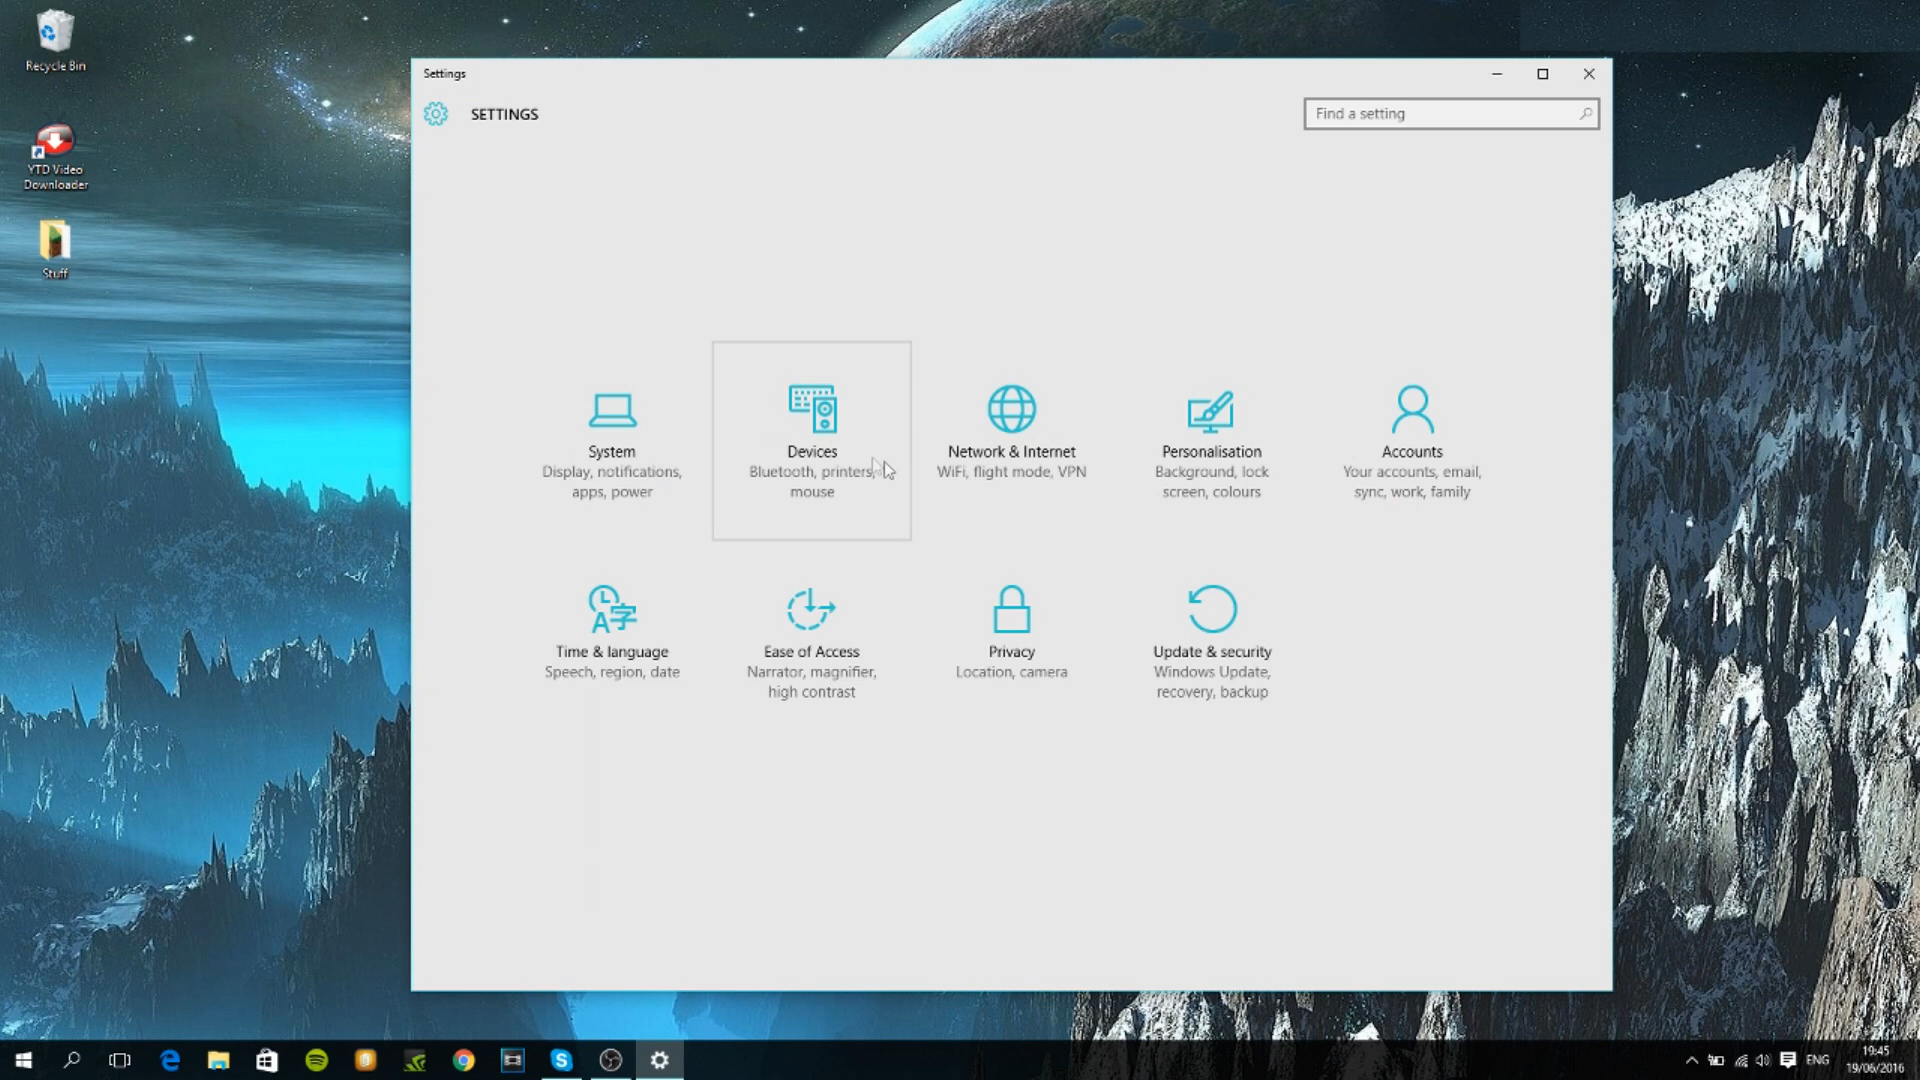 Recycle Bin
YTD Video
Downloader
Stuff
Settings
SETTINGS
Find a setting
System
Display, notifications,
apps, power
Devices
Bluetooth, printers,
mouse
Network & Internet
WiFi, flight mode, VPN
Personalisation
Background, lock
screen, colours
Accounts
Your accounts, email,
sync, work, family
Time & language
Speech, region, date
Ease of Access
Narrator, magnifier,
high contrast
Privacy
Location, camera
Update & security
Windows Update,
recovery, backup
ENG
19:45
19/06/2016